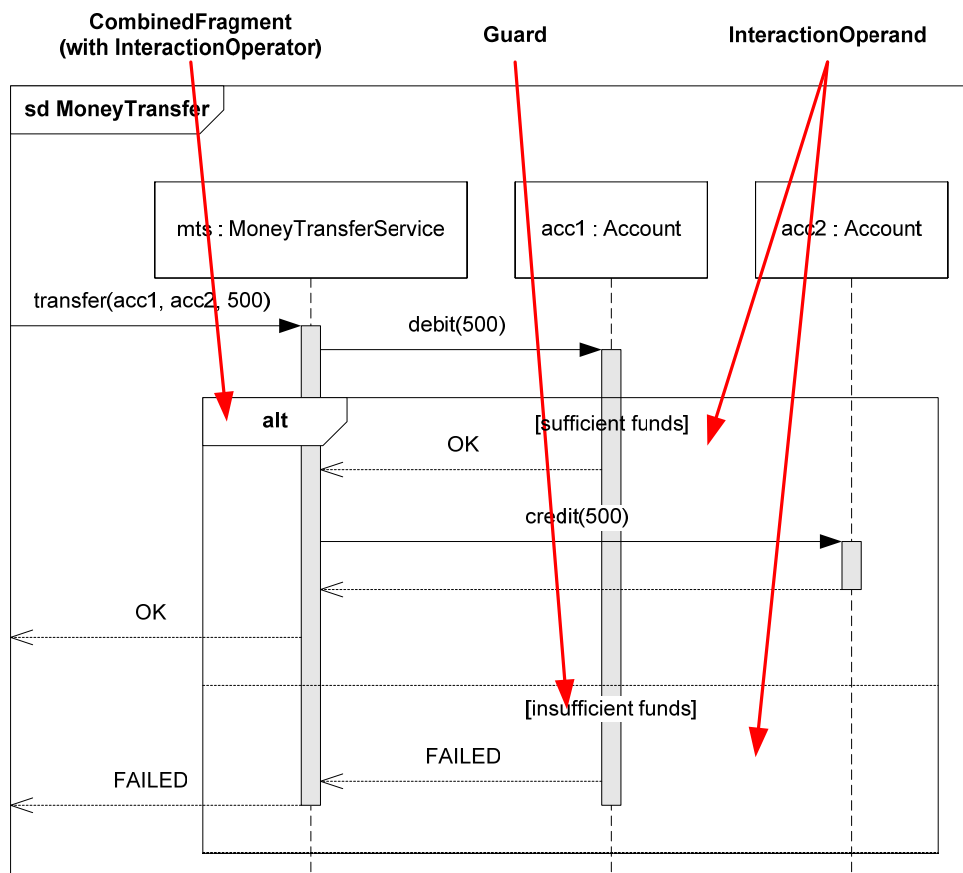 CombinedFragment
(with InteractionOperator)
Guard
InteractionOperand
sd MoneyTransfer
mts : MoneyTransferService
acc1 : Account
acc2 : Account
transfer(acc1, acc2, 500)
debit(500)
alt
[sufficient funds]
OK
credit(500)
OK
[insufficient funds]
FAILED
FAILED